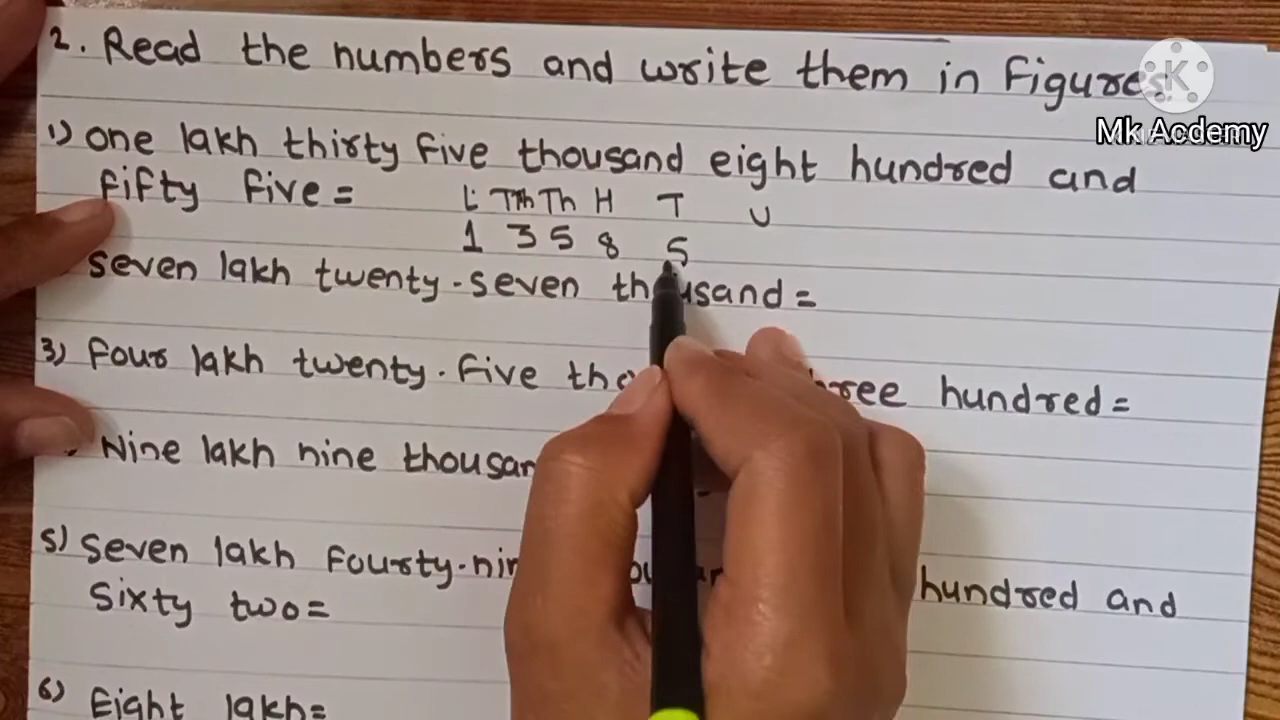 2. Read the numbers and write them in Figures.
K
Mk Acdemy
1) One lakh thirty Five thousand eight hundred and
Fifty Five =
L TTh Th H T U
1 3 5 8 5
seven lakh twenty-seven thousand =
3) Four lakh twenty-Five hundred =
Nine lakh nine
5) Seven lakh Fourty- hundred and
Sixty two =
6) Eight lakh =